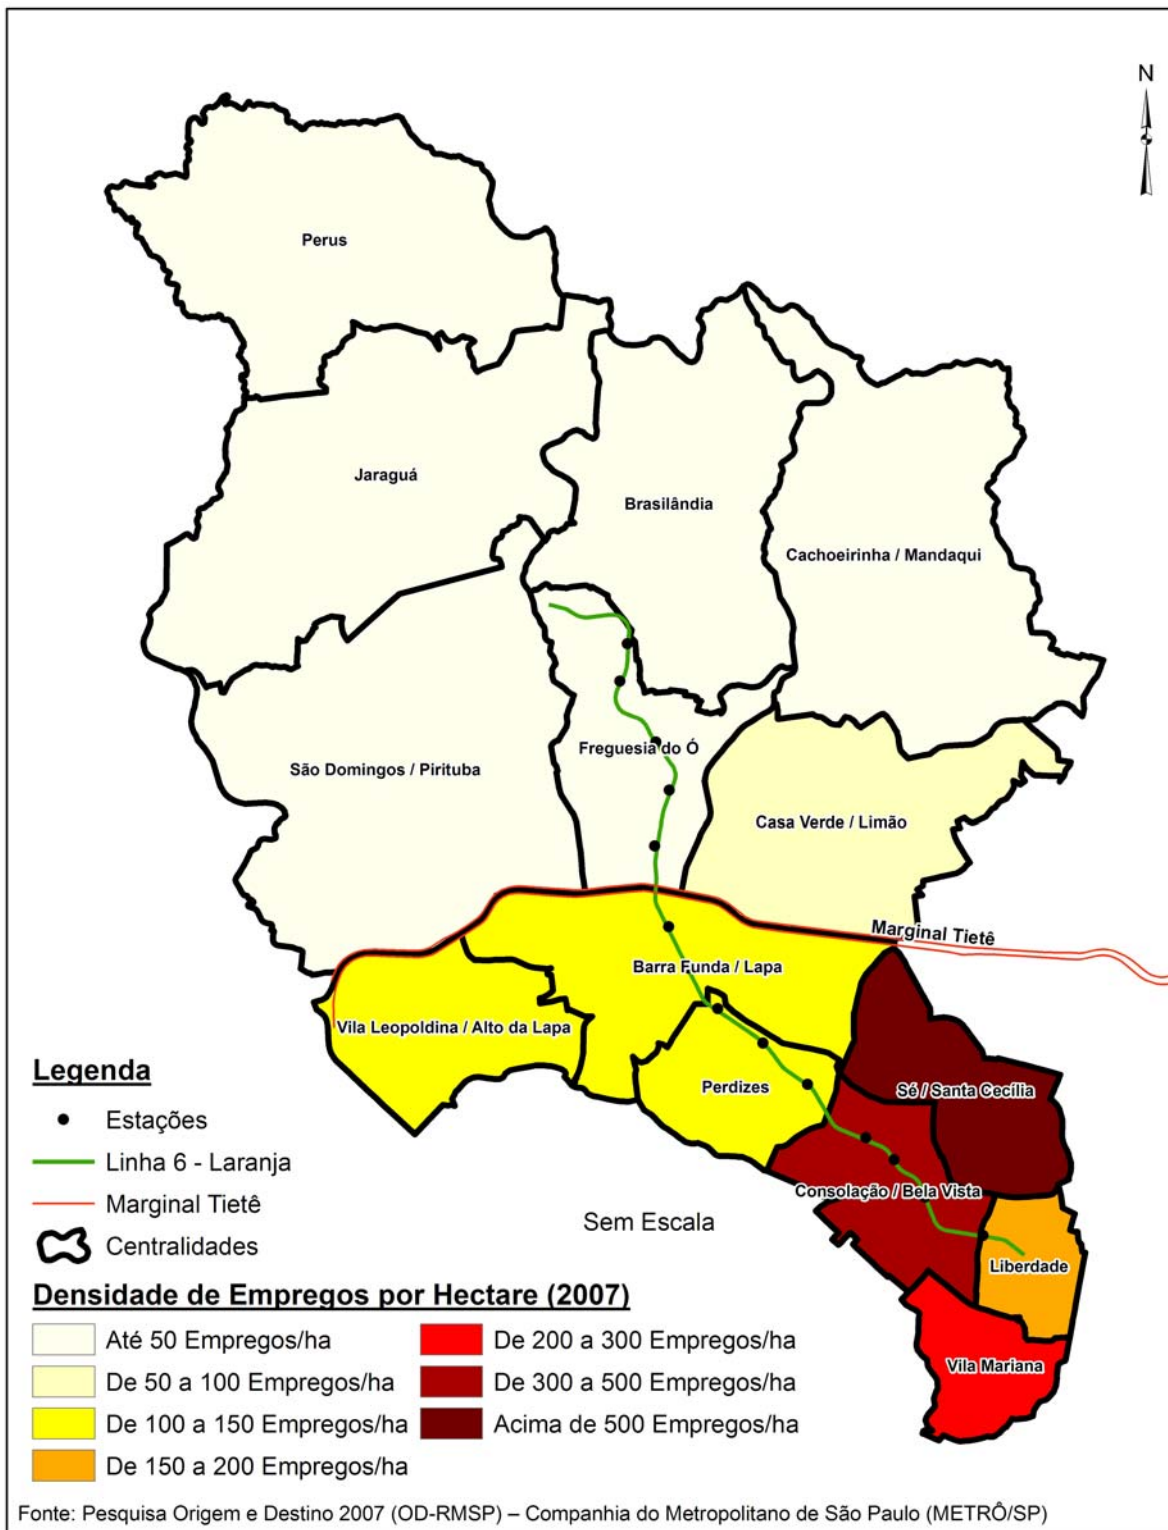 N
Perus
Jaraguá
Brasilândia
Cachoeirinha / Mandaqui
Freguesia do Ó
São Domingos / Pirituba
Casa Verde / Limão
Marginal Tietê
Barra Funda / Lapa
Vila Leopoldina / Alto da Lapa
Perdizes
Sé / Santa Cecília
Consolação / Bela Vista
Liberdade
Vila Mariana
Legenda
Estações
Linha 6 - Laranja
Marginal Tietê
Centralidades
Sem Escala
Densidade de Empregos por Hectare (2007)
Até 50 Empregos/ha
De 50 a 100 Empregos/ha
De 100 a 150 Empregos/ha
De 150 a 200 Empregos/ha
De 200 a 300 Empregos/ha
De 300 a 500 Empregos/ha
Acima de 500 Empregos/ha
Fonte: Pesquisa Origem e Destino 2007 (OD-RMSP) – Companhia do Metropolitano de São Paulo (METRÔ/SP)